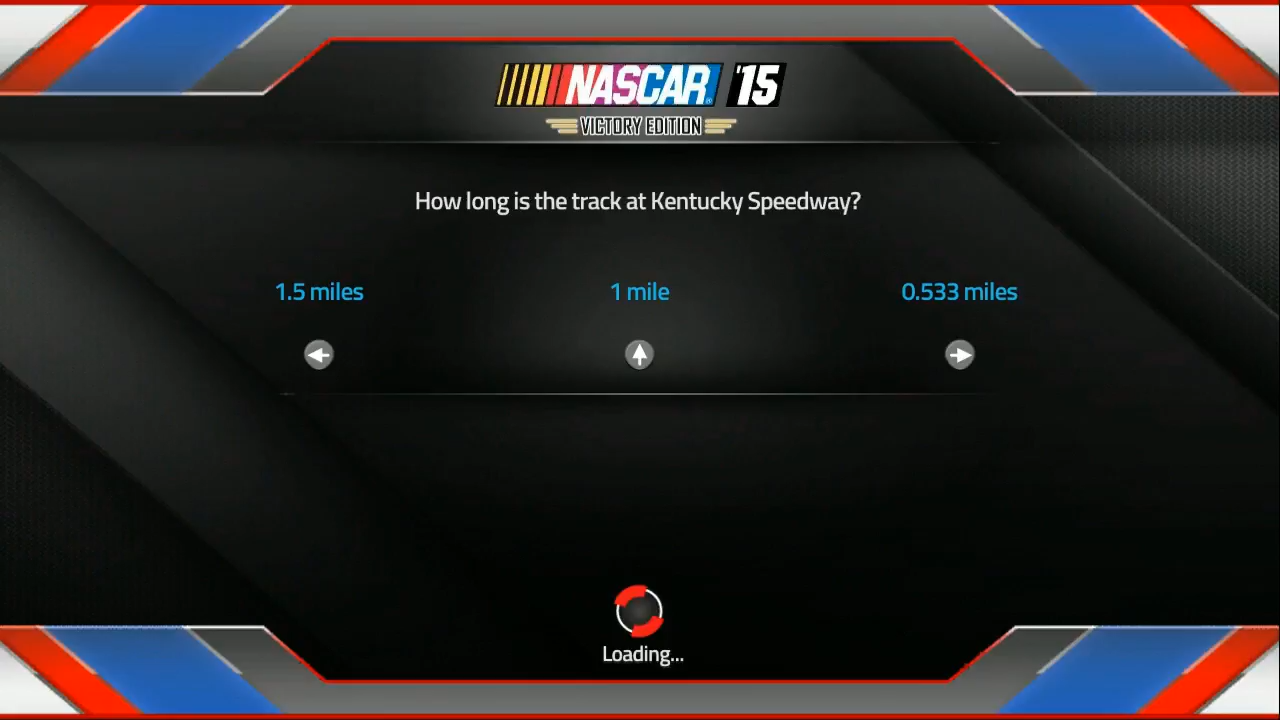 NASCAR '15
VICTORY EDITION
How long is the track at Kentucky Speedway?
1.5 miles
1 mile
0.533 miles
Loading...